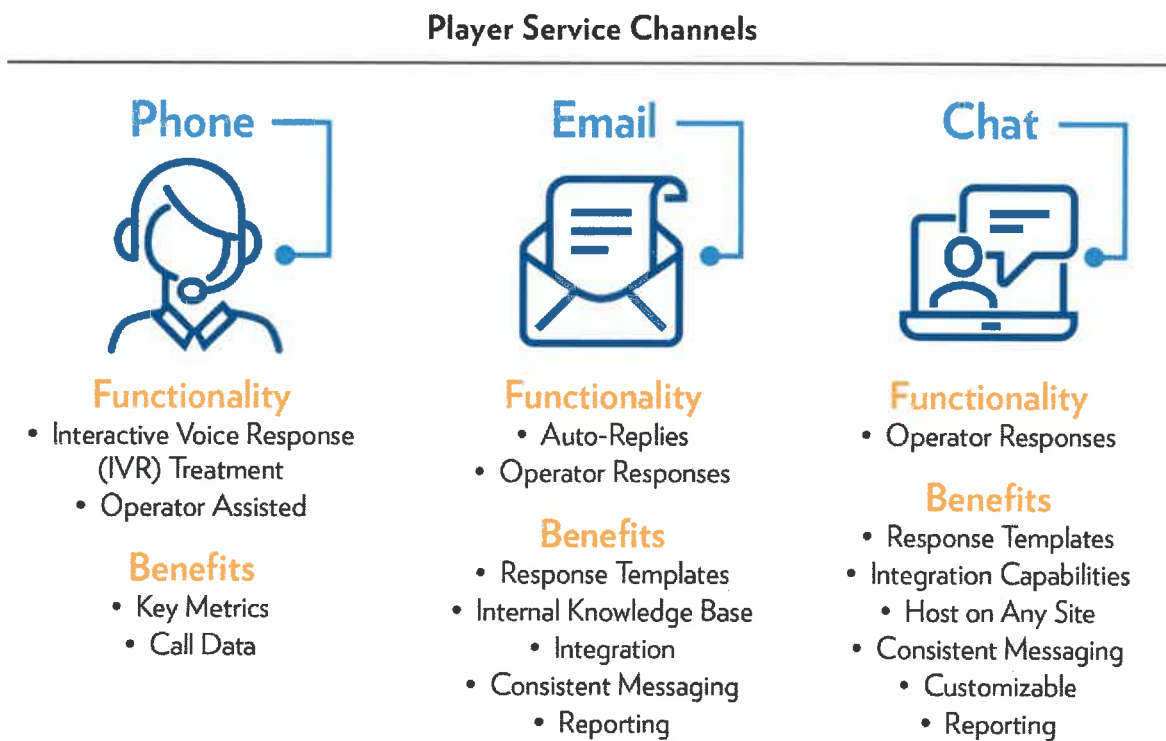 Player Service Channels
Phone
Functionality
• Interactive Voice Response
(IVR) Treatment
• Operator Assisted
Benefits
• Key Metrics
• Call Data
Email
Functionality
• Auto-Replies
• Operator Responses
Benefits
• Response Templates
• Internal Knowledge Base
• Integration
• Consistent Messaging
• Reporting
Chat
Functionality
• Operator Responses
Benefits
• Response Templates
• Integration Capabilities
• Host on Any Site
• Consistent Messaging
• Customizable
• Reporting